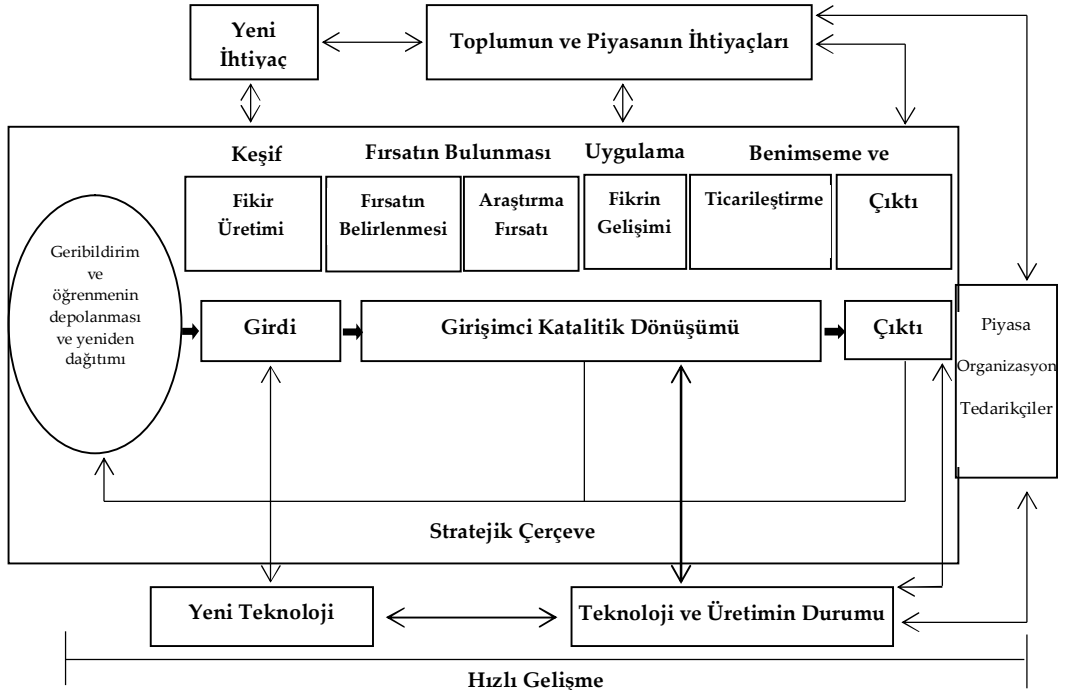 Yeni
İhtiyaç
Toplumun ve Piyasanın İhtiyaçları
Keşif
Fırsatın Bulunması
Uygulama
Benimseme ve
Fikir
Üretimi
Fırsatın
Belirlenmesi
Araştırma
Fırsatı
Fikrin
Gelişimi
Ticarileştirme
Çıktı
Geribildirim
ve
öğrenmenin
depolanması
ve yeniden
dağıtımı
Girdi
Girişimci Katalitik Dönüşümü
Çıktı
Piyasa
Organizasyon
Tedarikçiler
Stratejik Çerçeve
Yeni Teknoloji
Teknoloji ve Üretimin Durumu
Hızlı Gelişme